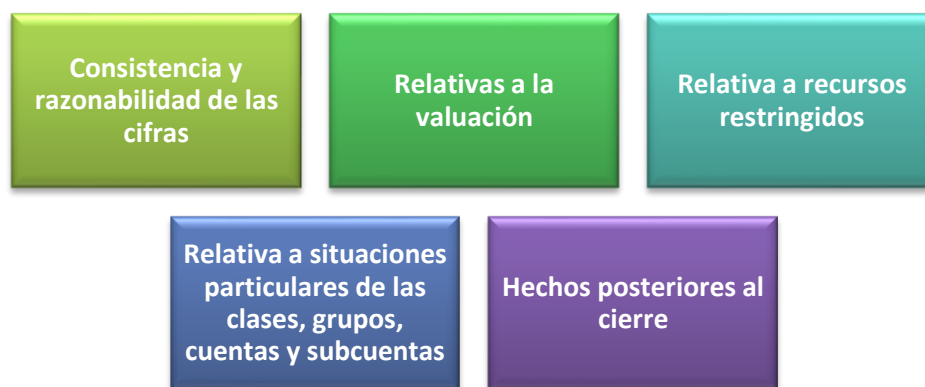 Consistencia y
razonabilidad de las
cifras
Relativas a la
valuación
Relativa a recursos
restringidos
Relativa a situaciones
particulares de las
clases, grupos,
cuentas y subcuentas
Hechos posteriores al
cierre